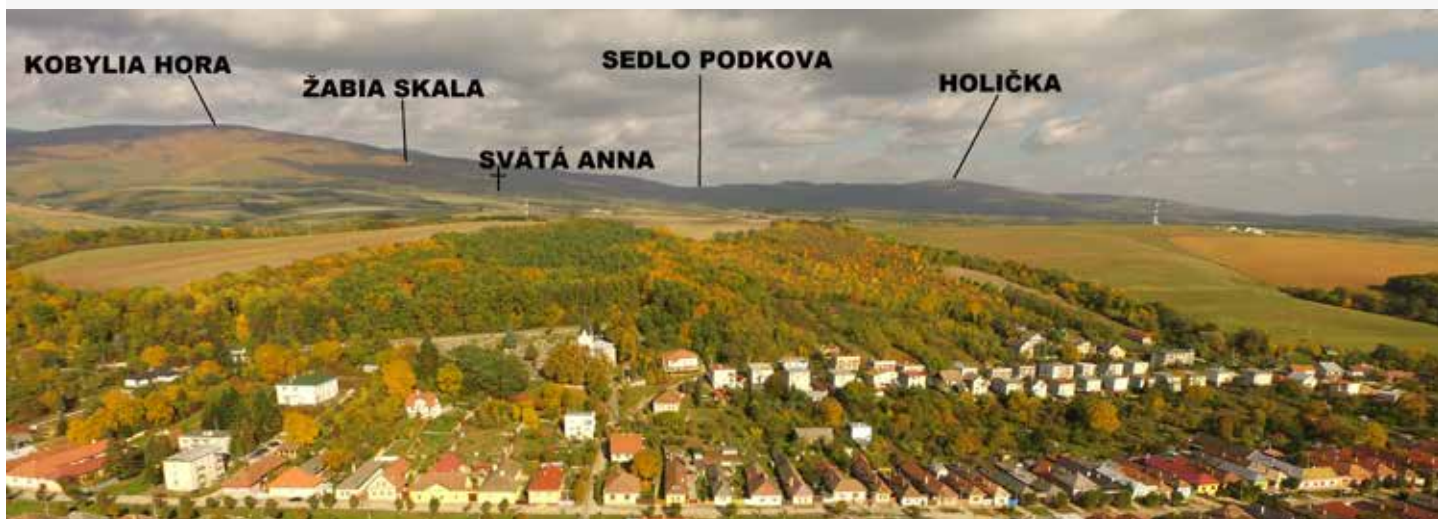 KOBYLIA HORA
ŽABIA SKALA
SVÄTÁ ANNA
SEDLO PODKOVA
HOLIČKA